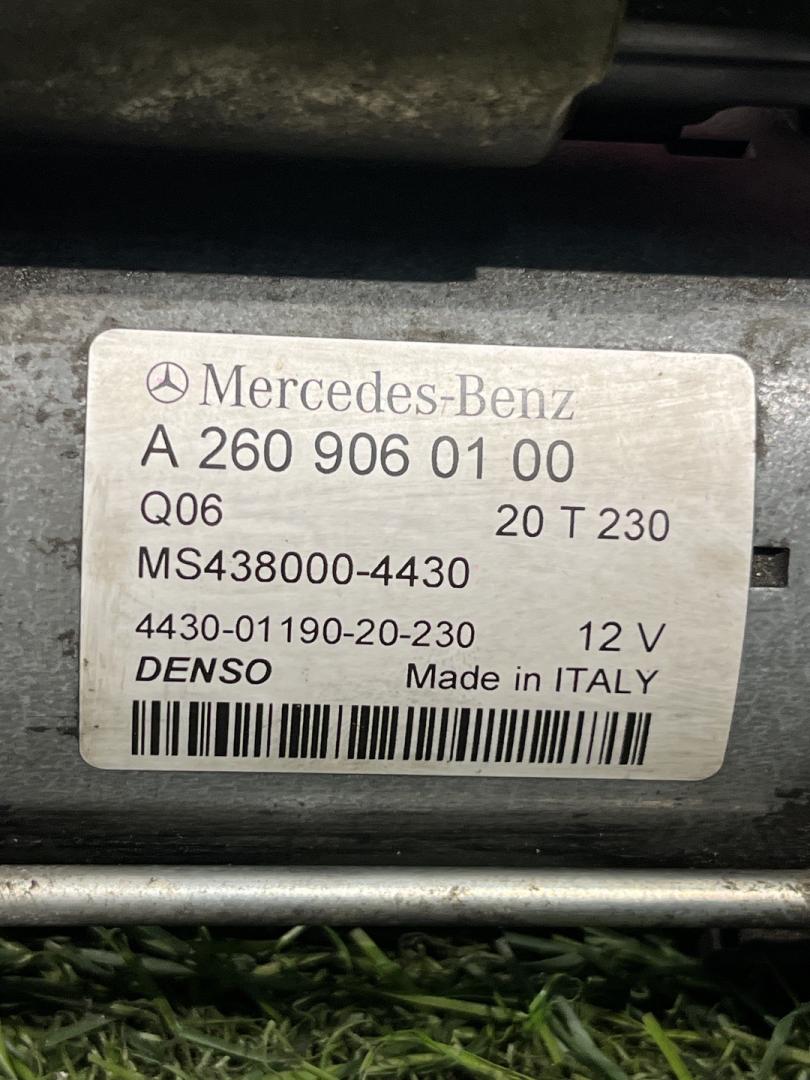 Mercedes-Benz
A 260 906 01 00
Q06 20 T 230
MS438000-4430
4430-01190-20-230 12 V
DENSO Made in ITALY